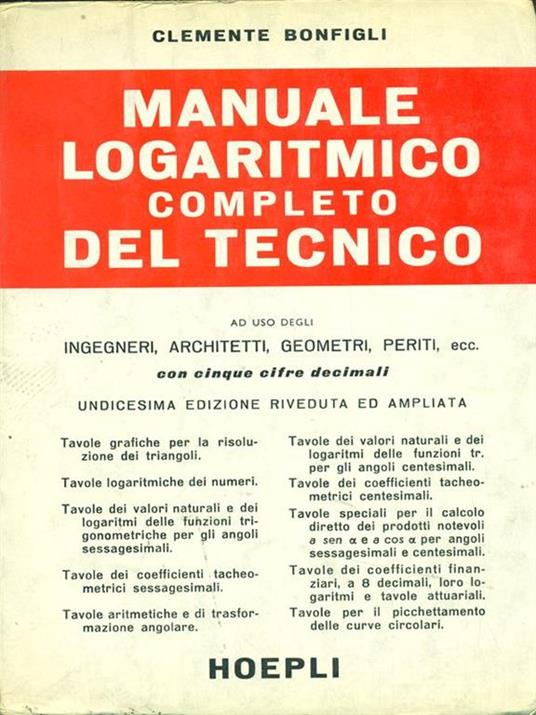 CLEMENTE BONFIGLI
MANUALE
LOGARITMICO
COMPLETO
DEL TECNICO
AD USO DEGLI
INGEGNERI, ARCHITETTI, GEOMETRI, PERITI, ecc.
con cinque cifre decimali
UNDICESIMA EDIZIONE RIVEDUTA ED AMPLIATA
Tavole grafiche per la risolu-
zione dei triangoli.
Tavole logaritmiche dei numeri.
Tavole dei valori naturali e dei
logaritmi delle funzioni tri-
gonometriche per gli angoli
sessagesimali.
Tavole dei coefficienti tacheo-
metrici sessagesimali.
Tavole aritmetiche e di trasfor-
mazione angolare.
Tavole dei valori naturali e dei
logaritmi delle funzioni tr.
per gli angoli centesimali.
Tavole dei coefficienti tacheo-
metrici centesimali.
Tavole speciali per il calcolo
diretto dei prodotti notevoli
a sen α e a cos α per angoli
sessagesimali e centesimali.
Tavole dei coefficienti finan-
ziari, a 8 decimali, loro lo-
garitmi e tavole attuariali.
Tavole per il picchettamento
delle curve circolari.
HOEPLI